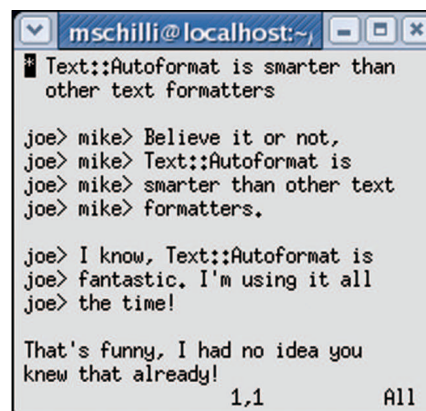 mschilli@localhost:~/
* Text::Autoformat is smarter than
other text formatters
joe> mike> Believe it or not,
joe> mike> Text::Autoformat is
joe> mike> smarter than other text
joe> mike> formatters.
joe> I know, Text::Autoformat is
joe> fantastic. I'm using it all
joe> the time!
That's funny, I had no idea you
knew that already!
1,1 All